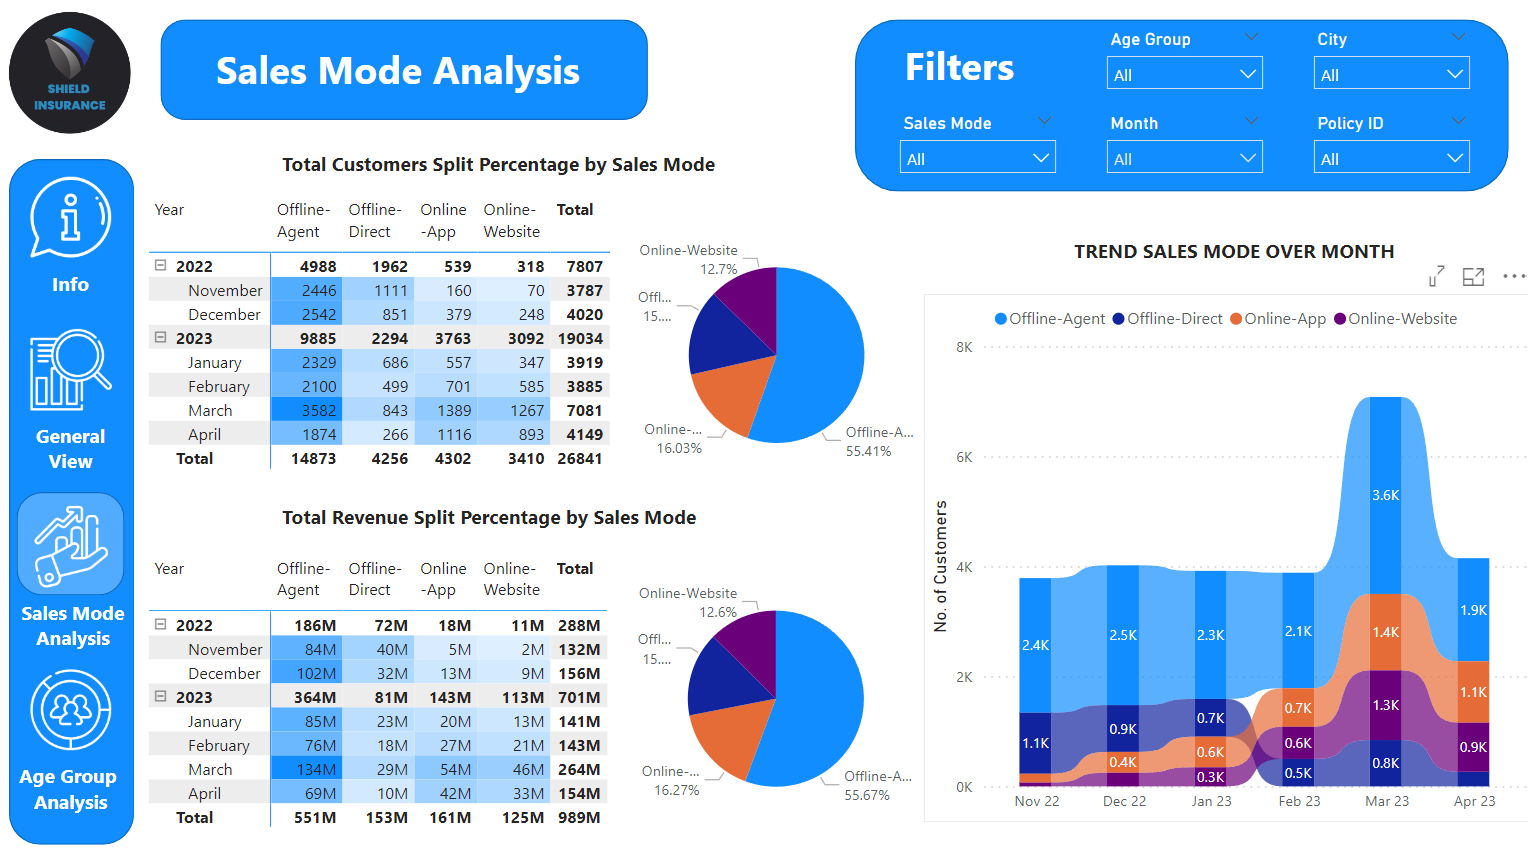 SHIELD
INSURANCE
Sales Mode Analysis
Filters
Age Group
All
City
All
Sales Mode
All
Month
All
Policy ID
All
Info
General
View
Sales Mode
Analysis
Age Group
Analysis
Total Customers Split Percentage by Sales Mode
Year Offline-Agent Offline-Direct Online-App Online-Website Total
2022 4988 1962 539 318 7807
November 2446 1111 160 70 3787
December 2542 851 379 248 4020
2023 9885 2294 3763 3092 19034
January 2329 686 557 347 3919
February 2100 499 701 585 3885
March 3582 843 1389 1267 7081
April 1874 266 1116 893 4149
Total 14873 4256 4302 3410 26841
Online-Website
12.7%
Offl...
15....
Online-...
16.03%
Offline-A...
55.41%
Total Revenue Split Percentage by Sales Mode
Year Offline-Agent Offline-Direct Online-App Online-Website Total
2022 186M 72M 18M 11M 288M
November 84M 40M 5M 2M 132M
December 102M 32M 13M 9M 156M
2023 364M 81M 143M 113M 701M
January 85M 23M 20M 13M 141M
February 76M 18M 27M 21M 143M
March 134M 29M 54M 46M 264M
April 69M 10M 42M 33M 154M
Total 551M 153M 161M 125M 989M
Online-Website
12.6%
Offl...
15....
Online-...
16.27%
Offline-A...
55.67%
TREND SALES MODE OVER MONTH
Offline-Agent Offline-Direct Online-App Online-Website
No. of Customers
8K
6K
4K
2K
0K
2.4K
1.1K
2.5K
0.9K
0.4K
2.3K
0.7K
0.6K
0.3K
2.1K
0.7K
0.6K
0.5K
3.6K
1.4K
1.3K
0.8K
1.9K
1.1K
0.9K
Nov 22 Dec 22 Jan 23 Feb 23 Mar 23 Apr 23